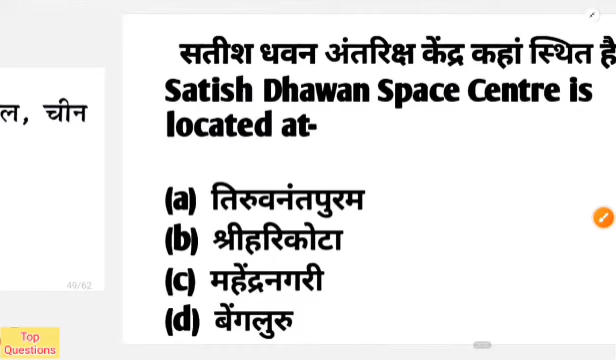 सतीश धवन अंतरिक्ष केंद्र कहां स्थित है
Satish Dhawan Space Centre is
located at-
(a) तिरुवनंतपुरम
(b) श्रीहरिकोटा
(c) महेंद्रनगरी
(d) बेंगलुरु
ल, चीन
49/62
Top
Questions